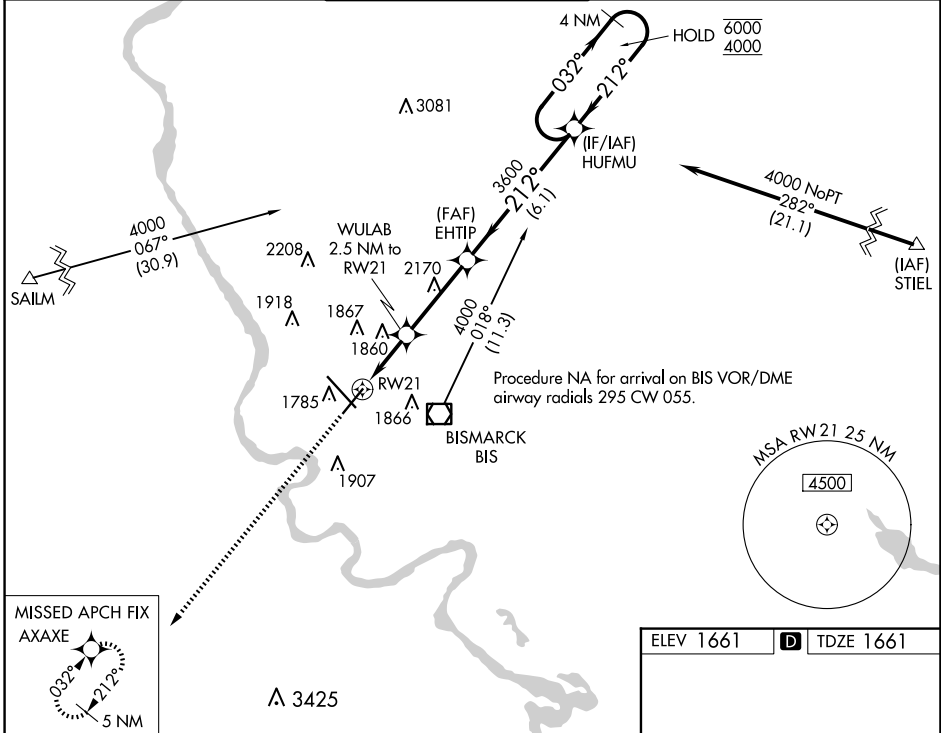 4 NM
HOLD 6000
4000
032°
212°
3081
(IF/IAF)
HUFMU
3600
212°
(6.1)
4000 NoPT
282°
(21.1)
(IAF)
STIEL
4000
067°
(30.9)
SAILM
WULAB
2.5 NM to
RW21
(FAF)
EHTIP
2208
2170
1918
1867
1860
4000
018°
(11.3)
RW21
1785
1866
Procedure NA for arrival on BIS VOR/DME
airway radials 295 CW 055.
BISMARCK
BIS
1907
MSA RW21 25 NM
4500
MISSED APCH FIX
AXAXE
032°
212°
5 NM
3425
ELEV 1661 D TDZE 1661